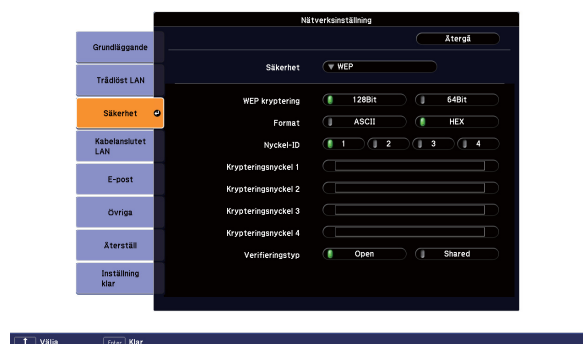 Nätverksinställning
Återgå
Grundläggande
Trådlöst LAN
Säkerhet
Kabelanslutet
LAN
E-post
Övriga
Återställ
Inställning
klar
Säkerhet WEP
WEP kryptering 128Bit 64Bit
Format ASCII HEX
Nyckel-ID 1 2 3 4
Krypteringsnyckel 1
Krypteringsnyckel 2
Krypteringsnyckel 3
Krypteringsnyckel 4
Verifieringstyp Open Shared
Välja Enter Klar